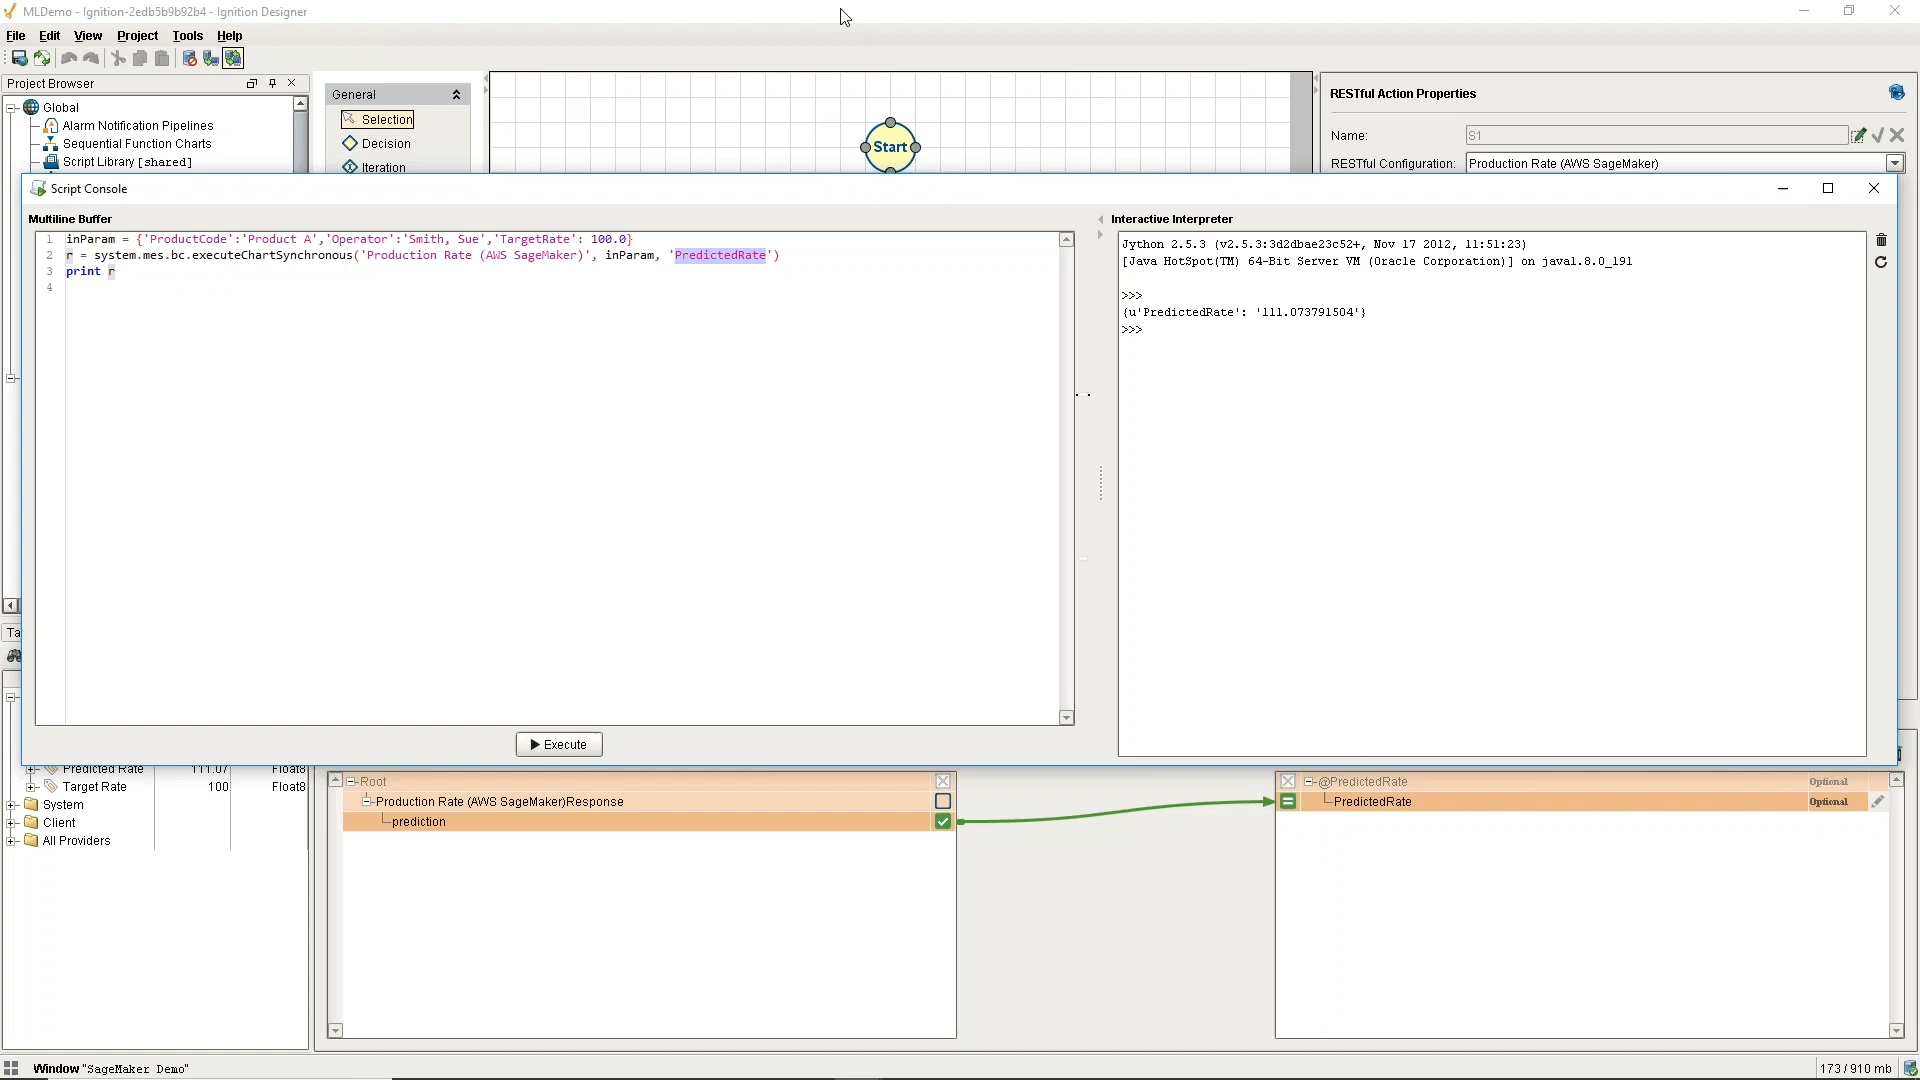 MLDemo - Ignition-2edb5b9b92b4 - Ignition Designer
File Edit View Project Tools Help
Project Browser
Global
Alarm Notification Pipelines
Sequential Function Charts
Script Library [shared]
General
Selection
Decision
Iteration
Start
RESTful Action Properties
Name: S1
RESTful Configuration: Production Rate (AWS SageMaker)
Script Console
Multiline Buffer
1 inParam = {'ProductCode':'Product A','Operator':'Smith, Sue','TargetRate': 100.0}
2 r = system.mes.bc.executeChartSynchronous('Production Rate (AWS SageMaker)', inParam, 'PredictedRate')
3 print r
4
Execute
Interactive Interpreter
Jython 2.5.3 (v2.5.3:3d2dbae23c52+, Nov 17 2012, 11:51:23)
[Java HotSpot(TM) 64-Bit Server VM (Oracle Corporation)] on java1.8.0_191
>>>
{u'PredictedRate': '111.073791504'}
>>>
Ta
Predicted Rate 111.07 Float8
Target Rate 100 Float8
System
Client
All Providers
Root
Production Rate (AWS SageMaker)Response
prediction
@PredictedRate Optional
PredictedRate Optional
Window "SageMaker Demo"
173 / 910 mb